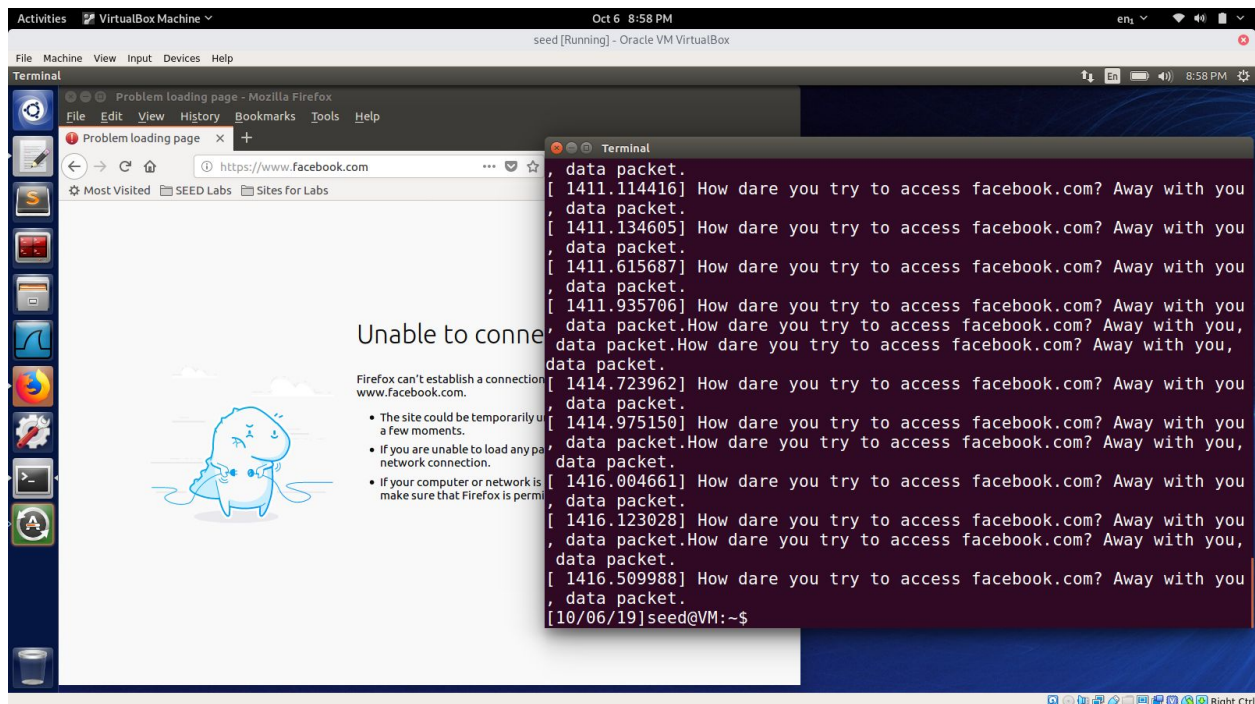 Activities VirtualBox Machine Oct 6 8:58 PM en₁
seed [Running] - Oracle VM VirtualBox
File Machine View Input Devices Help
Terminal En 8:58 PM
Problem loading page - Mozilla Firefox
File Edit View History Bookmarks Tools Help
Problem loading page
https://www.facebook.com
Most Visited SEED Labs Sites for Labs
Unable to conne
Firefox can't establish a connection
www.facebook.com.
• The site could be temporarily u
a few moments.
• If you are unable to load any pa
network connection.
• If your computer or network is
make sure that Firefox is permi
Terminal
, data packet.
[ 1411.114416] How dare you try to access facebook.com? Away with you
, data packet.
[ 1411.134605] How dare you try to access facebook.com? Away with you
, data packet.
[ 1411.615687] How dare you try to access facebook.com? Away with you
, data packet.
[ 1411.935706] How dare you try to access facebook.com? Away with you
, data packet.How dare you try to access facebook.com? Away with you,
data packet.How dare you try to access facebook.com? Away with you,
data packet.
[ 1414.723962] How dare you try to access facebook.com? Away with you
, data packet.
[ 1414.975150] How dare you try to access facebook.com? Away with you
, data packet.How dare you try to access facebook.com? Away with you,
data packet.
[ 1416.004661] How dare you try to access facebook.com? Away with you
, data packet.
[ 1416.123028] How dare you try to access facebook.com? Away with you
, data packet.How dare you try to access facebook.com? Away with you,
data packet.
[ 1416.509988] How dare you try to access facebook.com? Away with you
, data packet.
[10/06/19]seed@VM:~$
Right Ctrl